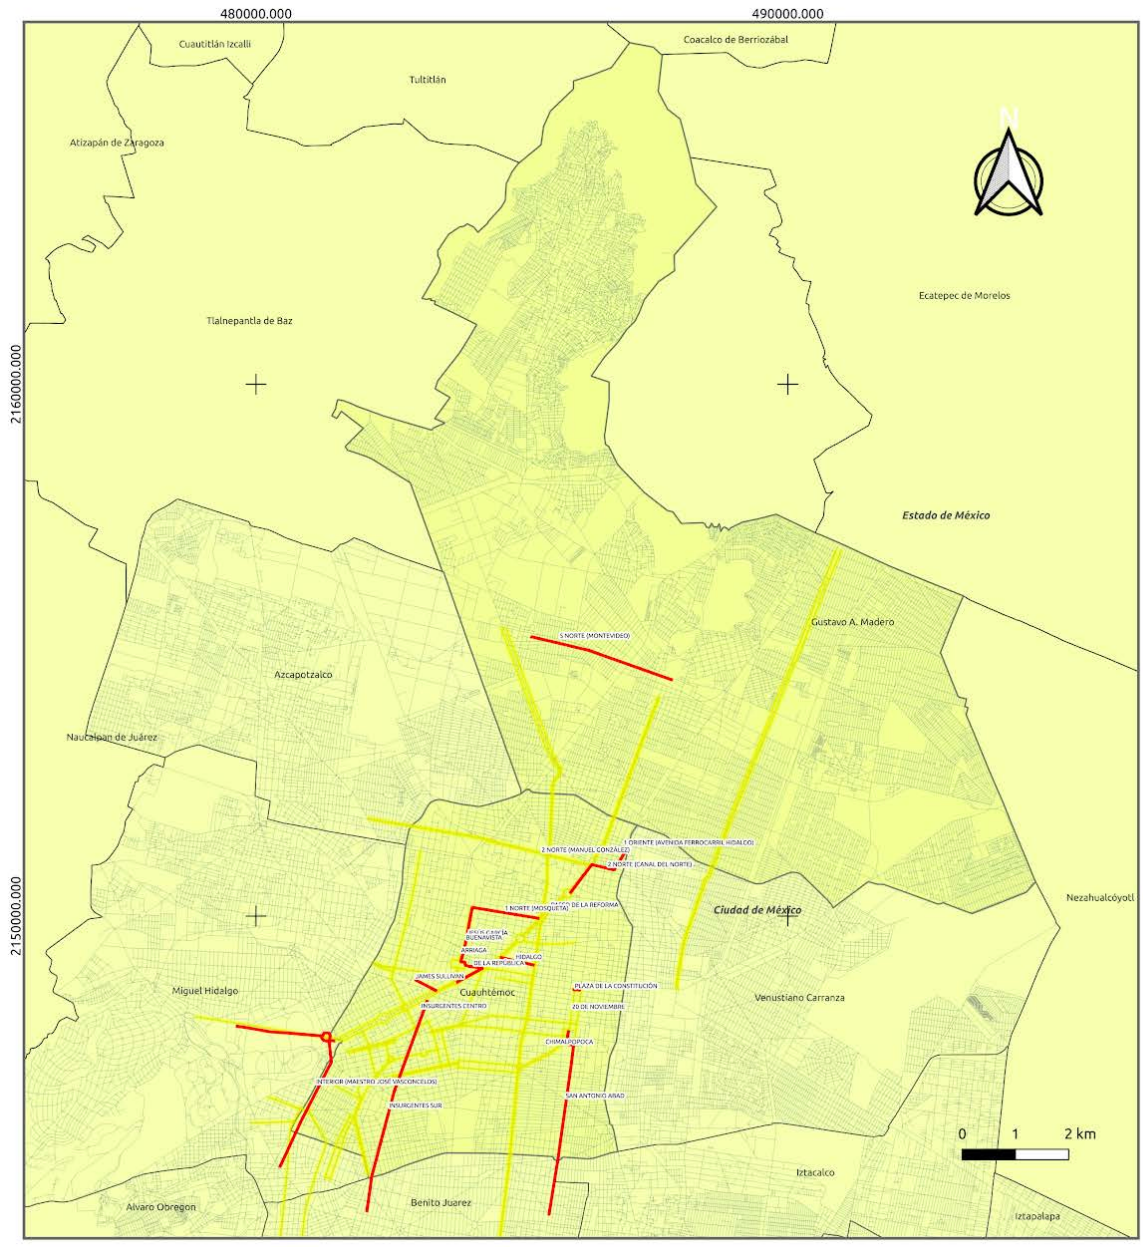 480000.000
490000.000
Cuautitlán Izcalli
Coacalco de Berriozábal
Tultitlán
N
Atizapán de Zaragoza
Ecatepec de Morelos
Tlalnepantla de Baz
2160000.000
Estado de México
Gustavo A. Madero
5 NORTE (MONTEVIDEO)
Azcapotzalco
Naucalpan de Juárez
1 ORIENTE (AVENIDA FERROCARRIL HIDALGO)
2 NORTE (MANUEL GONZÁLEZ)
2 NORTE (CANAL DEL NORTE)
Nezahualcóyotl
DE LA REFORMA
1 NORTE (MOSQUETA)
Ciudad de México
2150000.000
BUENAVISTA
ARRIAGA
HIDALGO
DE LA REPÚBLICA
JAMES SULLIVAN
PLAZA DE LA CONSTITUCIÓN
Miguel Hidalgo
Cuauhtémoc
Venustiano Carranza
INSURGENTES CENTRO
20 DE NOVIEMBRE
CHIMALPOPOCA
INTERIOR (MAESTRO JOSÉ VASCONCELOS)
SAN ANTONIO ABAD
INSURGENTES SUR
0 1 2 km
Iztacalco
Alvaro Obregon
Benito Juarez
Iztapalapa